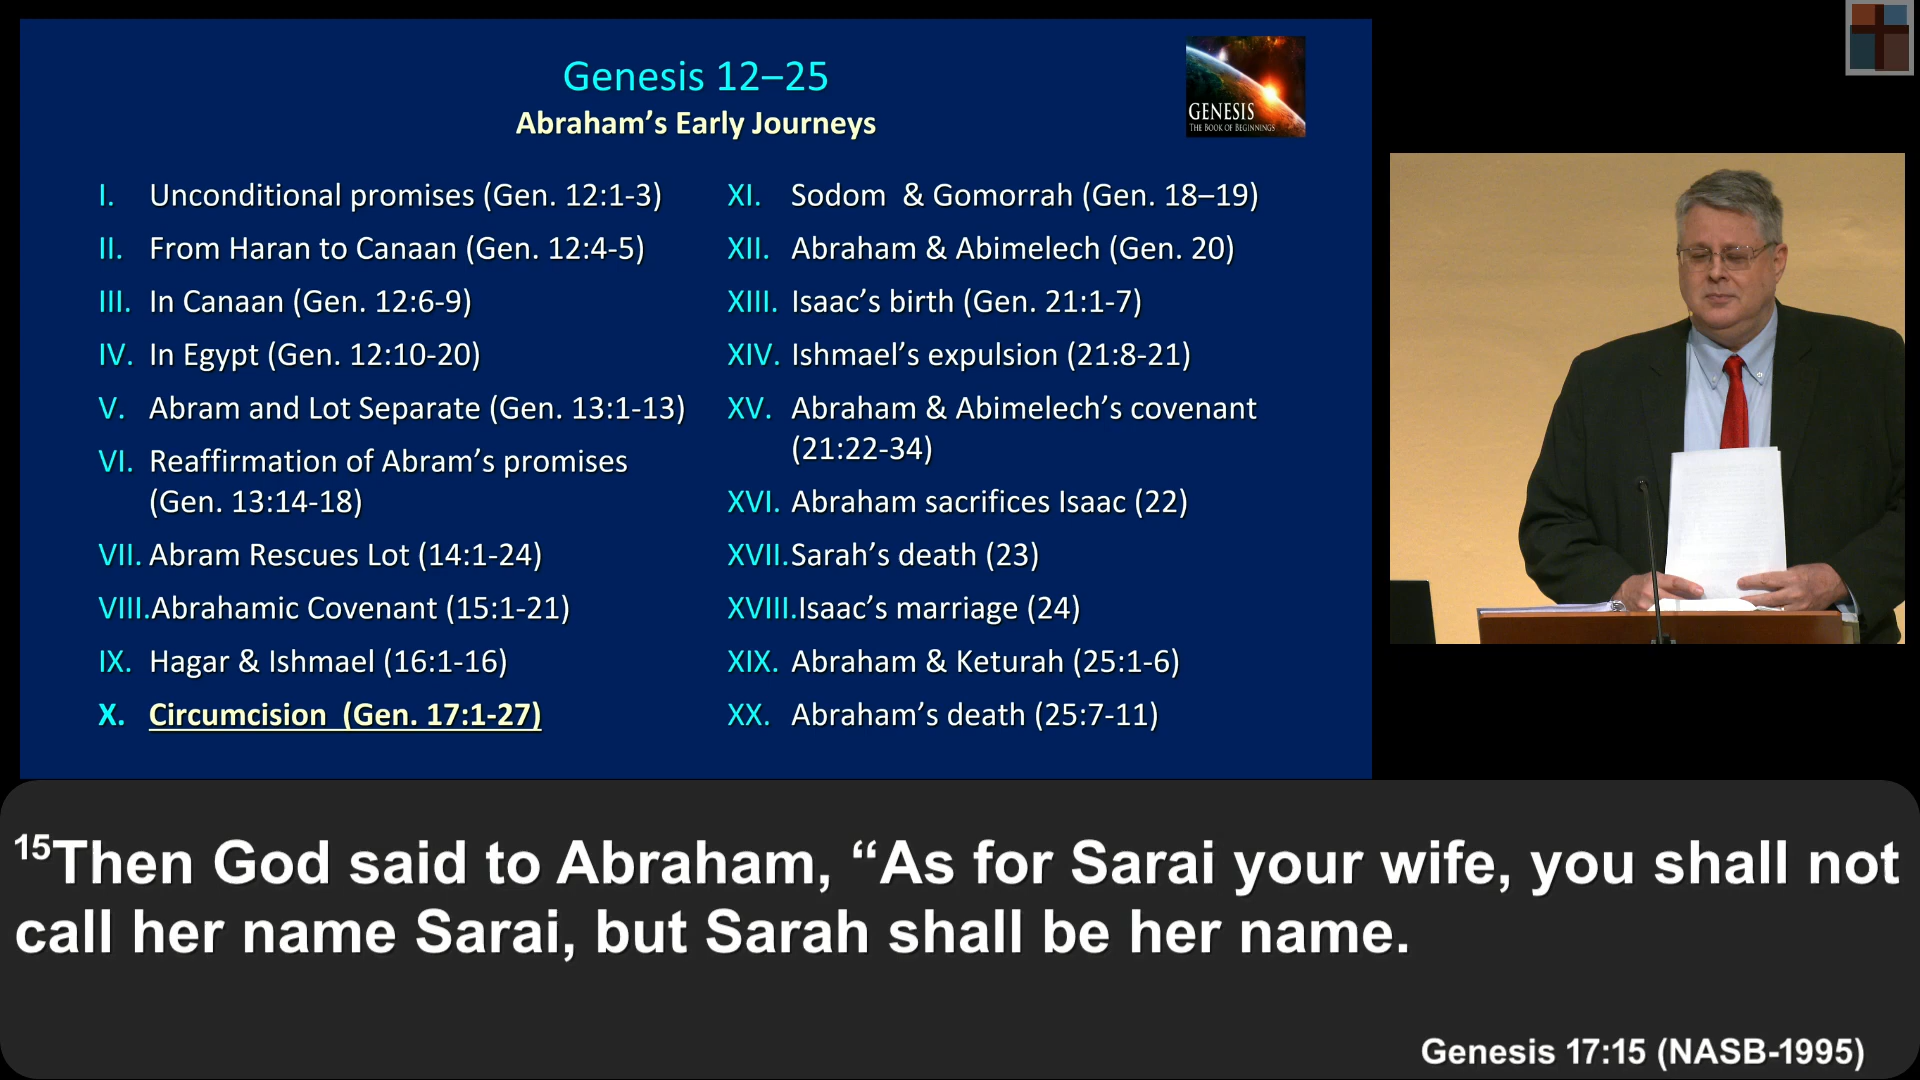 Genesis 12–25
Abraham’s Early Journeys
GENESIS
THE BOOK OF BEGINNINGS
I. Unconditional promises (Gen. 12:1-3)
II. From Haran to Canaan (Gen. 12:4-5)
III. In Canaan (Gen. 12:6-9)
IV. In Egypt (Gen. 12:10-20)
V. Abram and Lot Separate (Gen. 13:1-13)
VI. Reaffirmation of Abram’s promises
(Gen. 13:14-18)
VII. Abram Rescues Lot (14:1-24)
VIII. Abrahamic Covenant (15:1-21)
IX. Hagar & Ishmael (16:1-16)
X. Circumcision (Gen. 17:1-27)
XI. Sodom & Gomorrah (Gen. 18–19)
XII. Abraham & Abimelech (Gen. 20)
XIII. Isaac’s birth (Gen. 21:1-7)
XIV. Ishmael’s expulsion (21:8-21)
XV. Abraham & Abimelech’s covenant
(21:22-34)
XVI. Abraham sacrifices Isaac (22)
XVII. Sarah’s death (23)
XVIII. Isaac’s marriage (24)
XIX. Abraham & Keturah (25:1-6)
XX. Abraham’s death (25:7-11)
15Then God said to Abraham, “As for Sarai your wife, you shall not
call her name Sarai, but Sarah shall be her name.
Genesis 17:15 (NASB-1995)